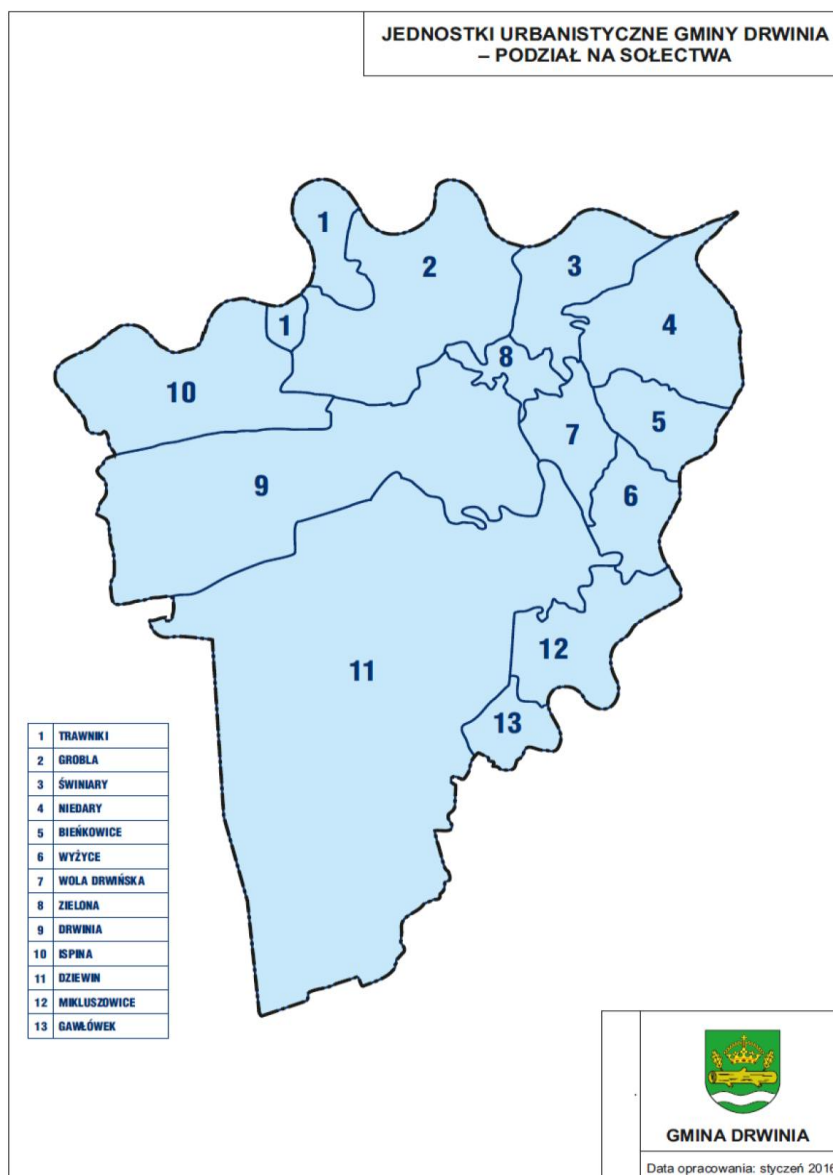 JEDNOSTKI URBANISTYCZNE GMINY DRWINIA
– PODZIAŁ NA SOŁECTWA
1
2
3
4
1
8
10
5
7
9
6
12
11
13
1 TRAWNIKI
2 GROBLA
3 ŚWINIARY
4 NIEDARY
5 BIEŃKOWICE
6 WYŻYCE
7 WOLA DRWIŃSKA
8 ZIELONA
9 DRWINIA
10 ISPINA
11 DZIEWIN
12 MIKLUSZOWICE
13 GAWŁÓWEK
GMINA DRWINIA
Data opracowania: styczeń 2016